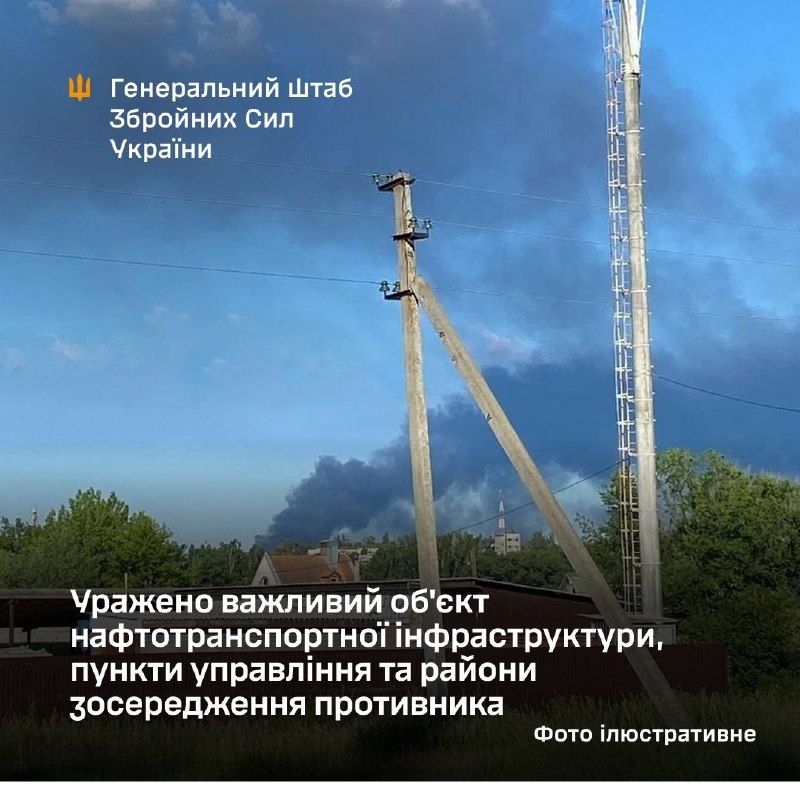 Генеральний Штаб
Збройних Сил
України
Уражено важливий об'єкт
нафтотранспортної інфраструктури,
пункти управління та райони
зосередження противника
Фото ілюстративне